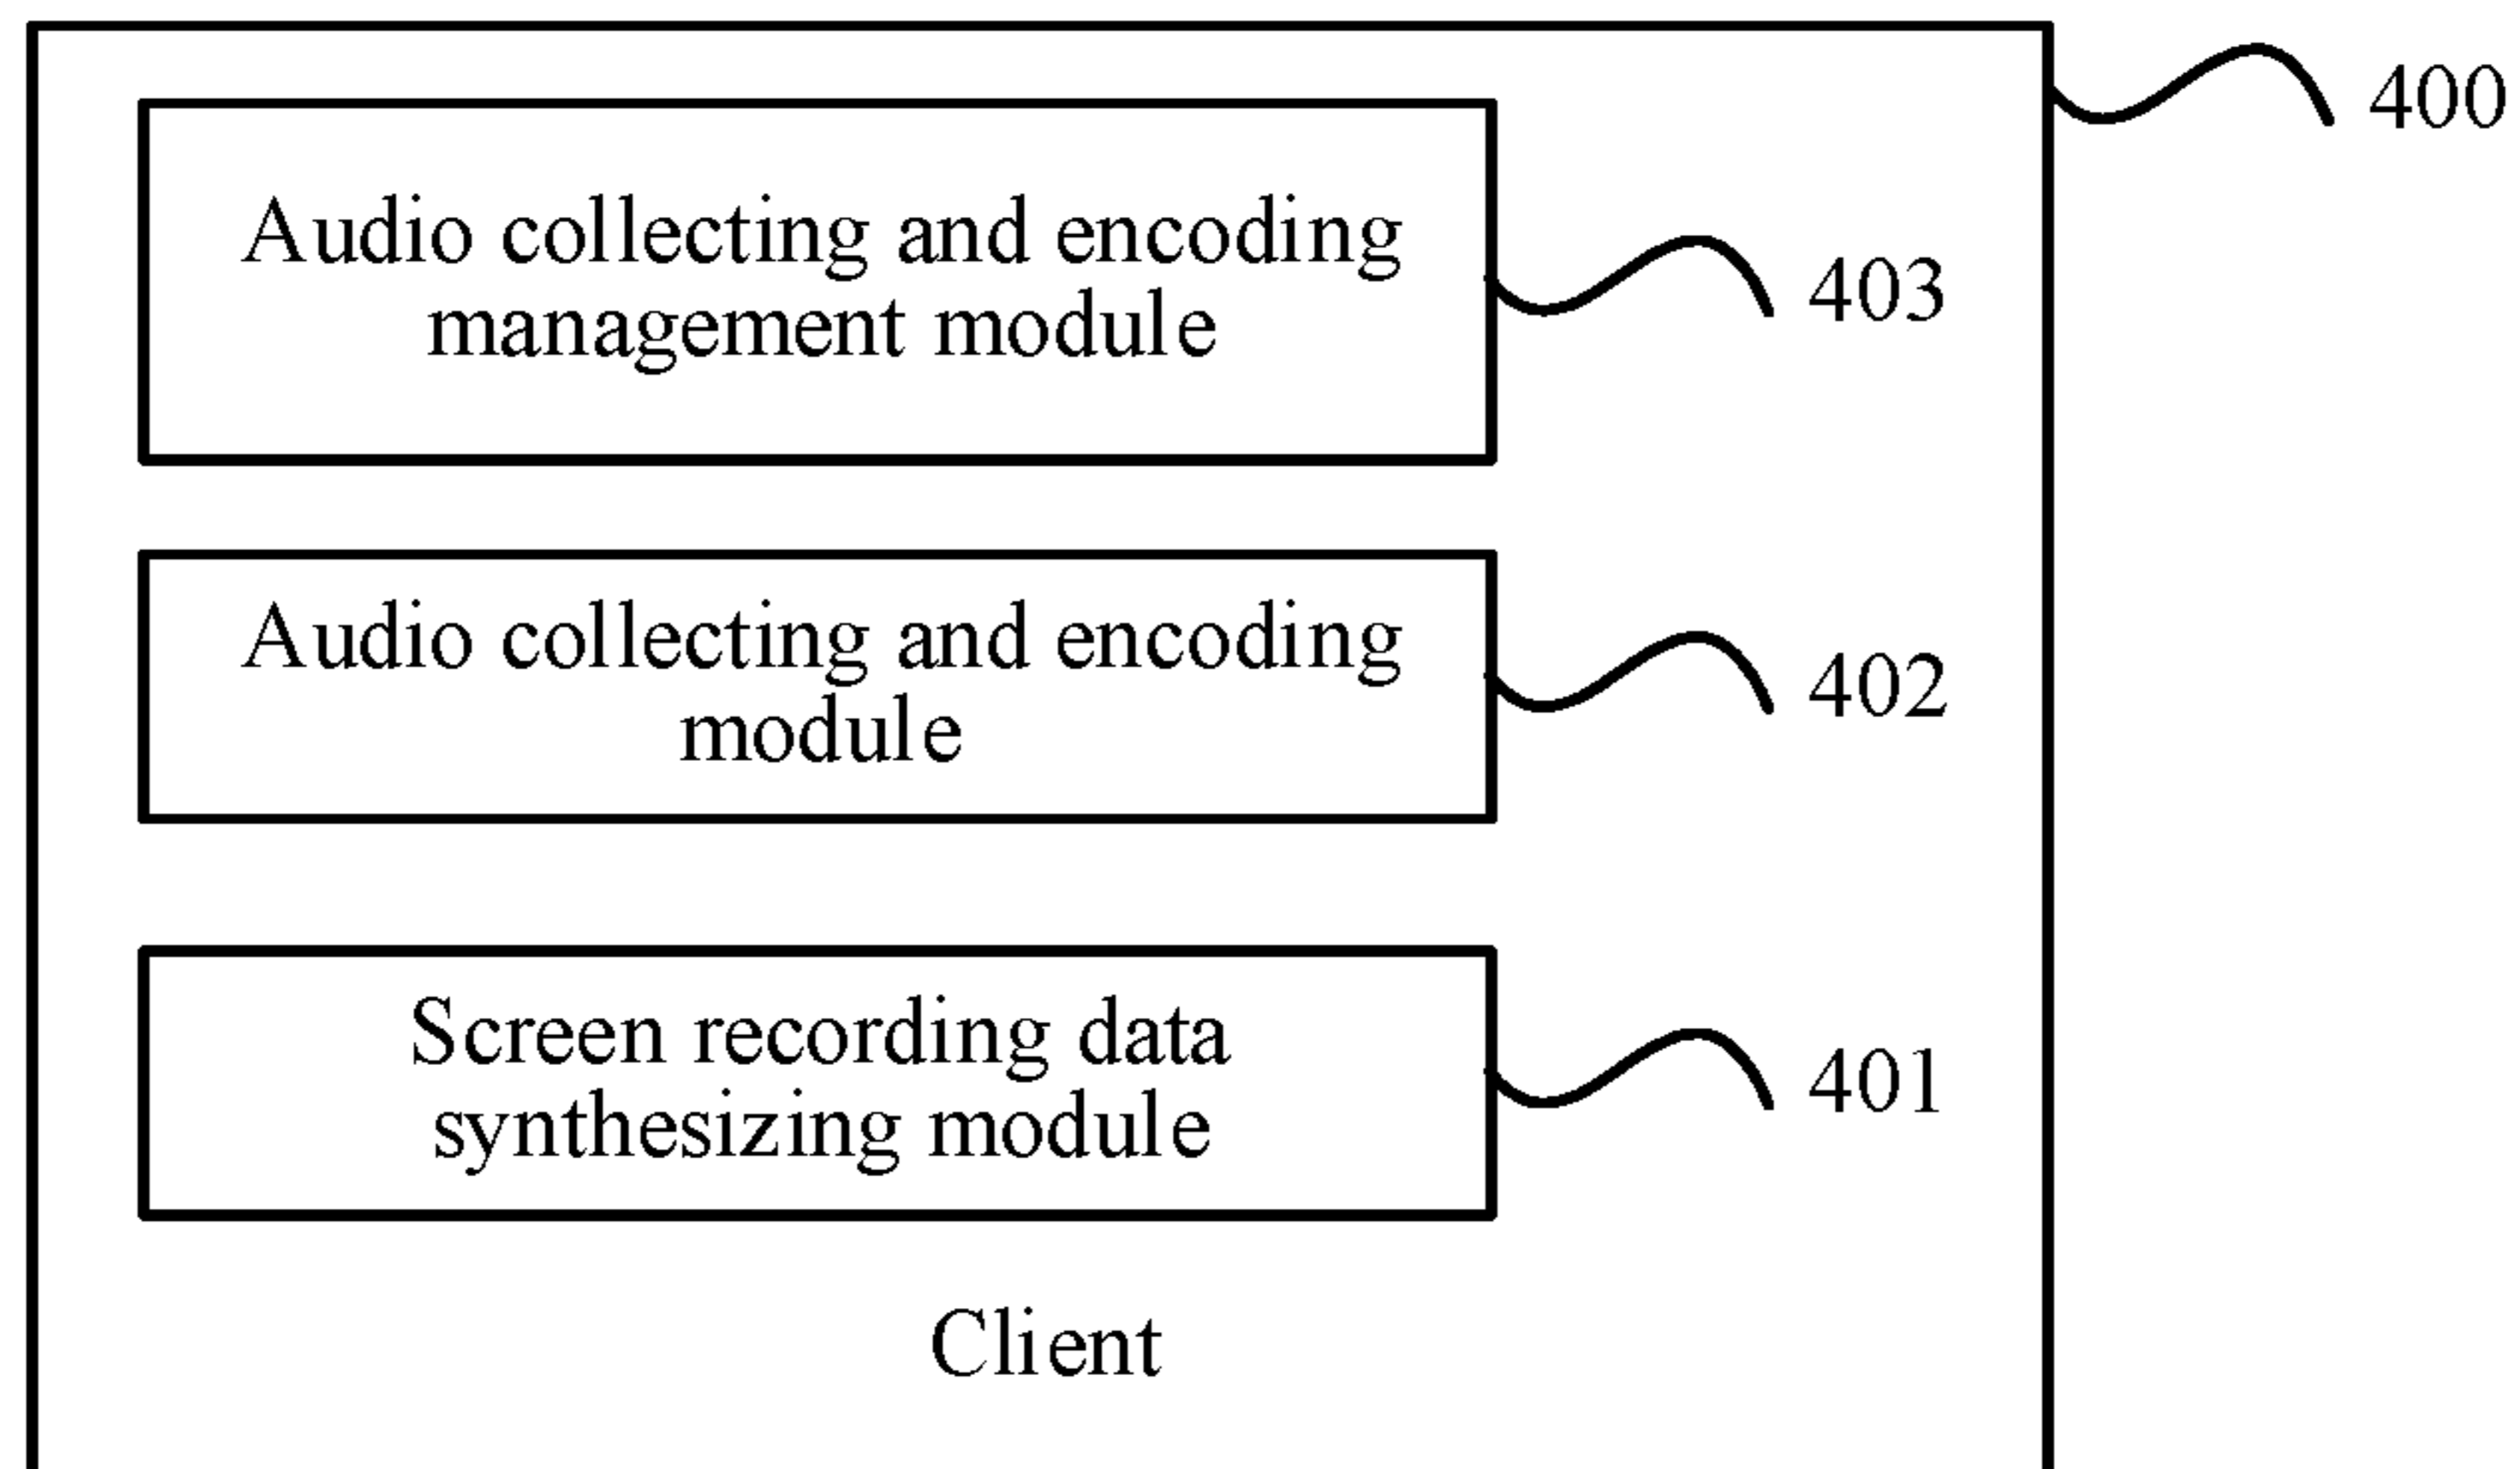 400
Audio collecting and encoding
management module
403
Audio collecting and encoding
module
402
Screen recording data
synthesizing module
401
Client